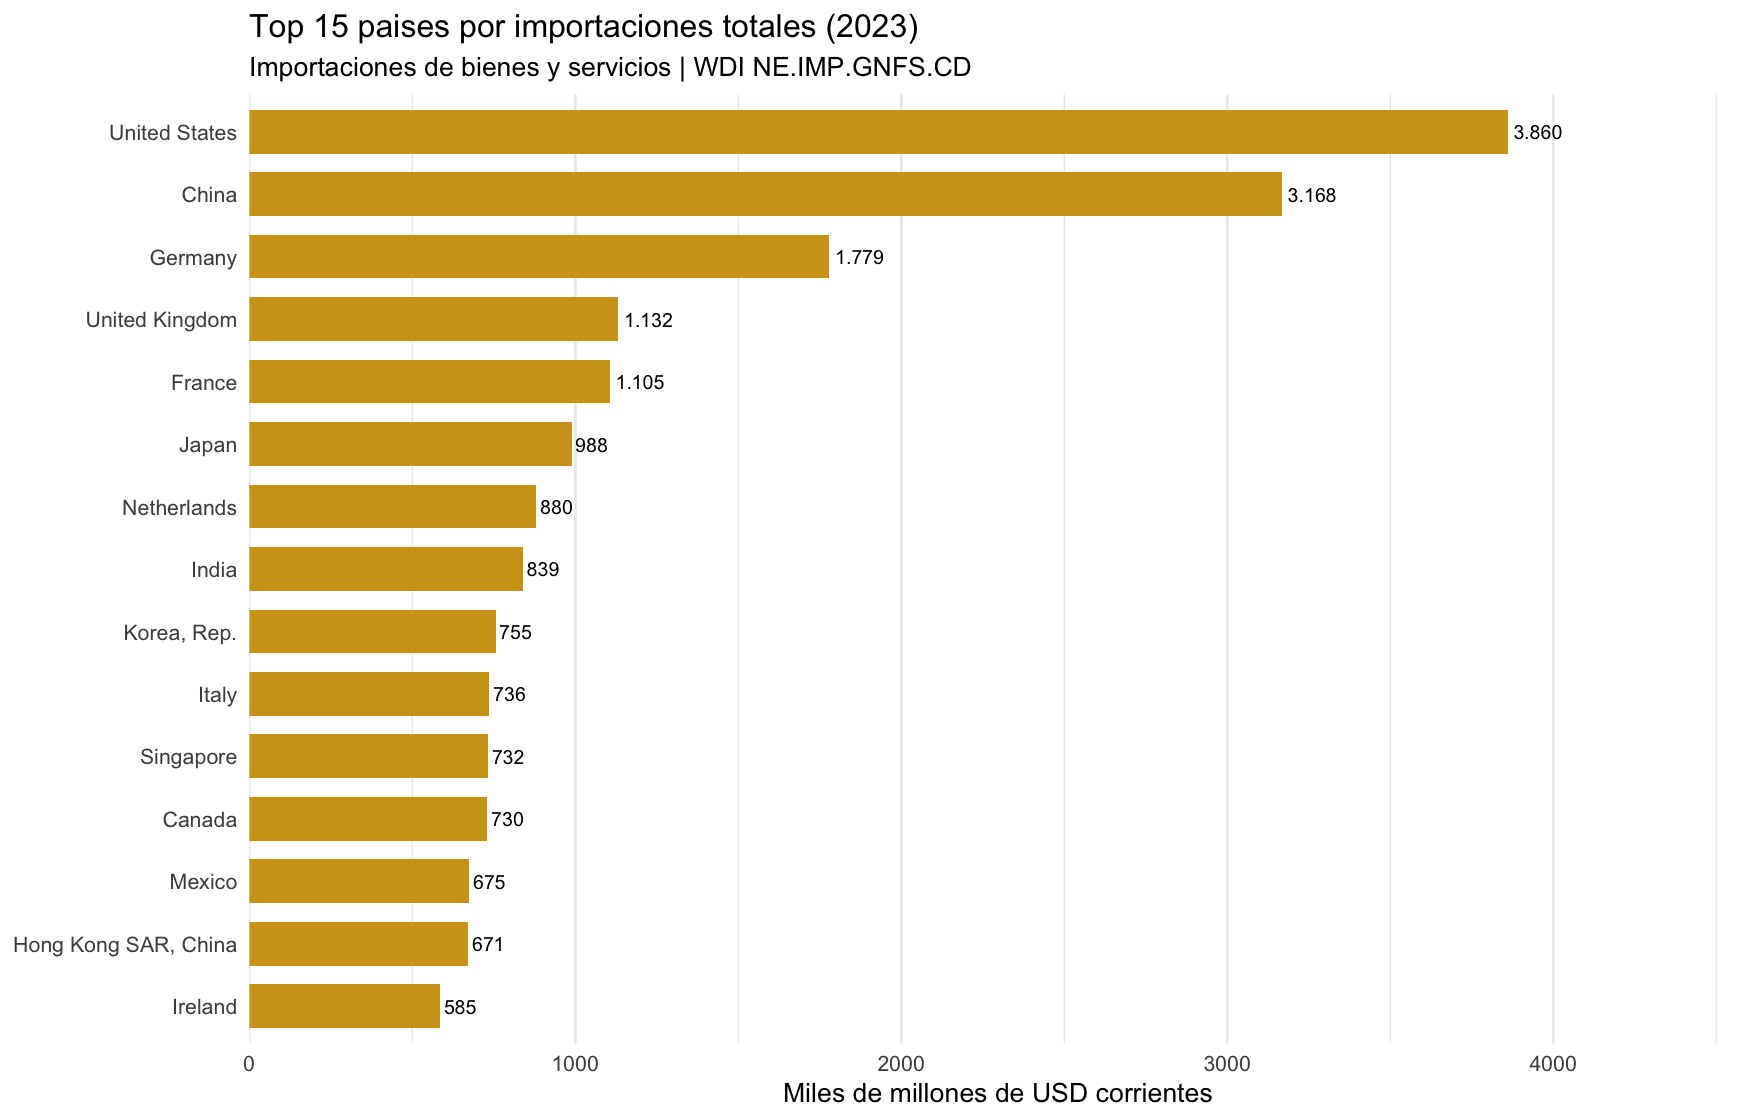 Top 15 paises por importaciones totales (2023)
Importaciones de bienes y servicios | WDI NE.IMP.GNFS.CD
United States 3.860
China 3.168
Germany 1.779
United Kingdom 1.132
France 1.105
Japan 988
Netherlands 880
India 839
Korea, Rep. 755
Italy 736
Singapore 732
Canada 730
Mexico 675
Hong Kong SAR, China 671
Ireland 585
0 1000 2000 3000 4000
Miles de millones de USD corrientes